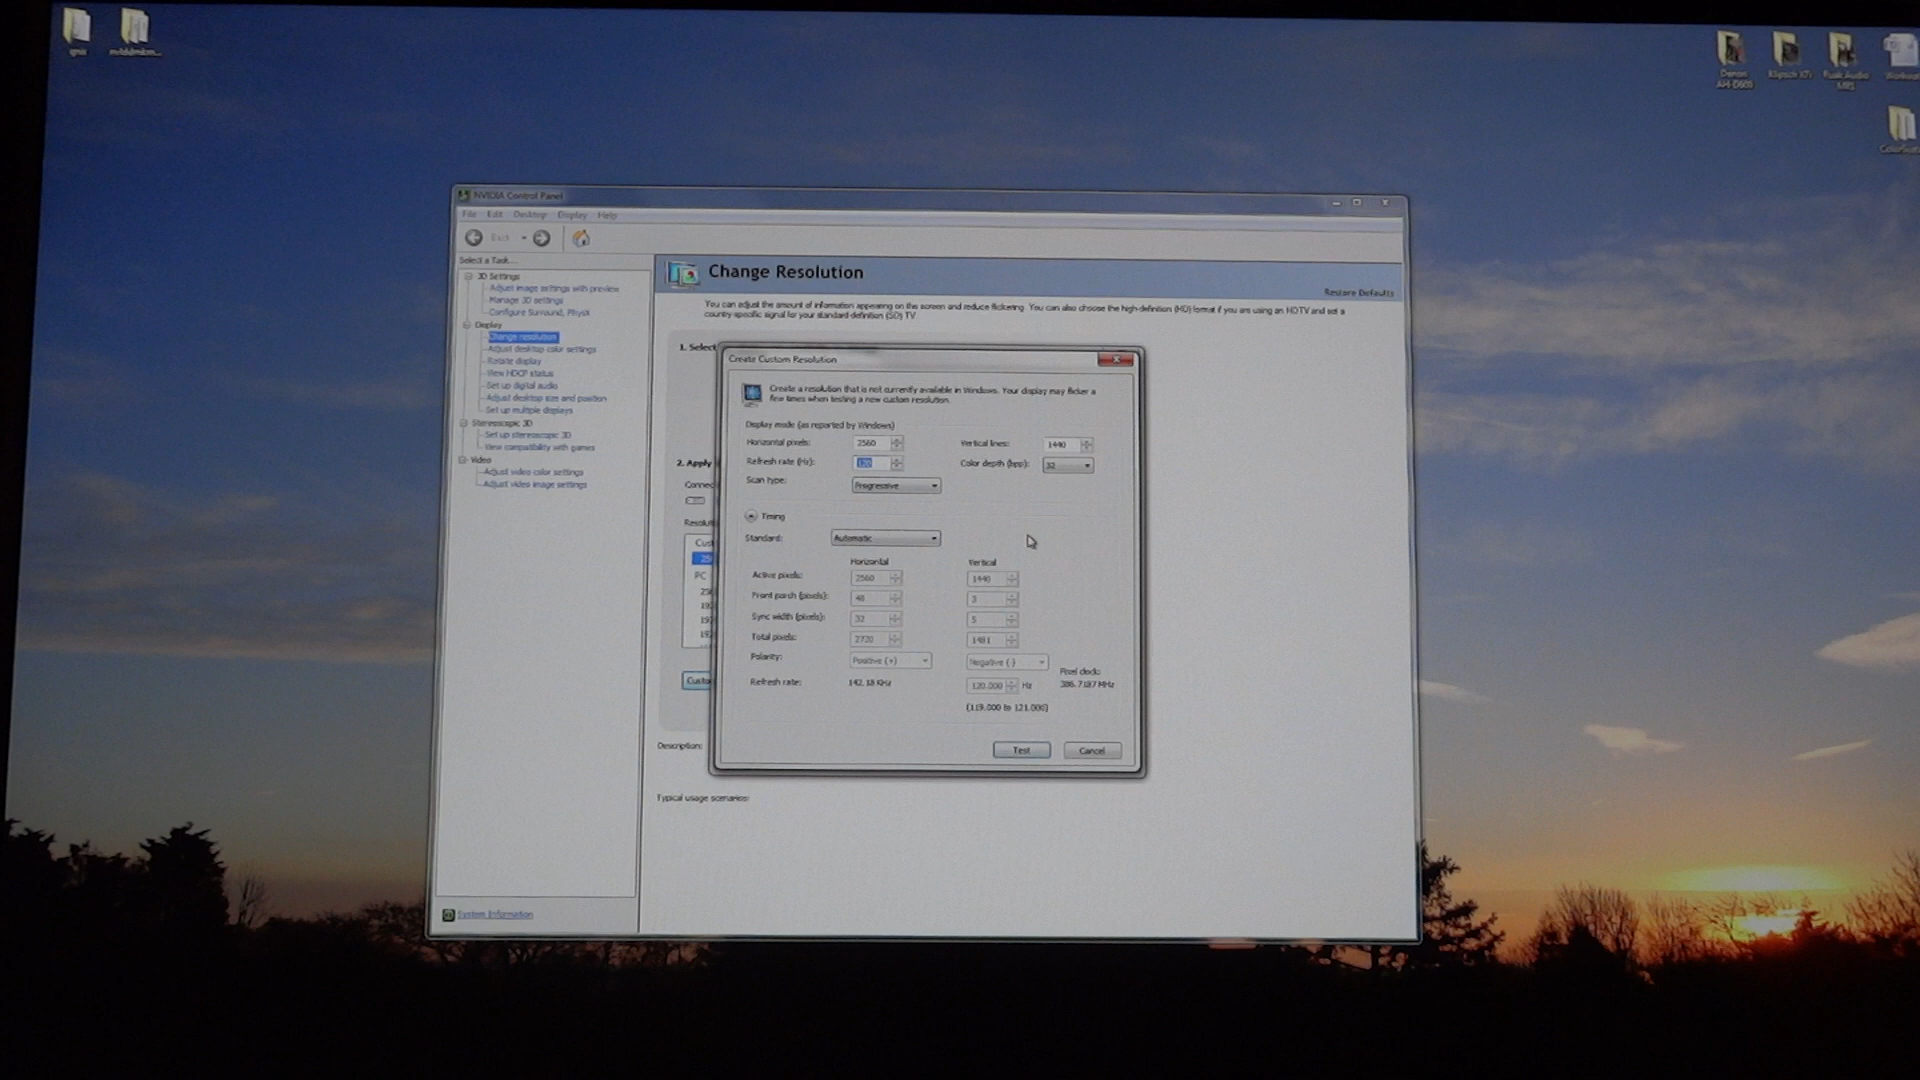 qnix
Denon
AH-D600
Klipsch X7i
NVIDIA Control Panel
File Edit Desktop Display Help
Select a Task...
3D Settings
Adjust image settings with preview
Manage 3D settings
Configure Surround, PhysX
Display
Change resolution
Adjust desktop color settings
Rotate display
View HDCP status
Set up digital audio
Adjust desktop size and position
Set up multiple displays
Stereoscopic 3D
Set up stereoscopic 3D
View compatibility with games
Video
Adjust video color settings
Adjust video image settings
System Information
Change Resolution
Restore Defaults
You can adjust the amount of information appearing on the screen and reduce flickering. You can also choose the high-definition (HD) format if you are using an HDTV and set a
country-specific signal for your standard-definition (SD) TV
1. Select
2. Apply
Connec
Resolut
Cust
PC
Custo
Description:
Typical usage scenarios:
Create Custom Resolution
Create a resolution that is not currently available in Windows. Your display may flicker a
few times when testing a new custom resolution.
Display mode (as reported by Windows)
Horizontal pixels: 2560 Vertical lines: 1440
Refresh rate (Hz): 120 Color depth (bpp): 32
Scan type: Progressive
Timing
Standard: Automatic
Horizontal Vertical
Active pixels: 2560 1440
Front porch (pixels): 48 3
Sync width (pixels): 32 5
Total pixels: 2720 1481
Polarity: Positive (+) Negative (-)
Pixel clock:
Refresh rate: 120.000 Hz
(119.000 to 121.000)
Test Cancel